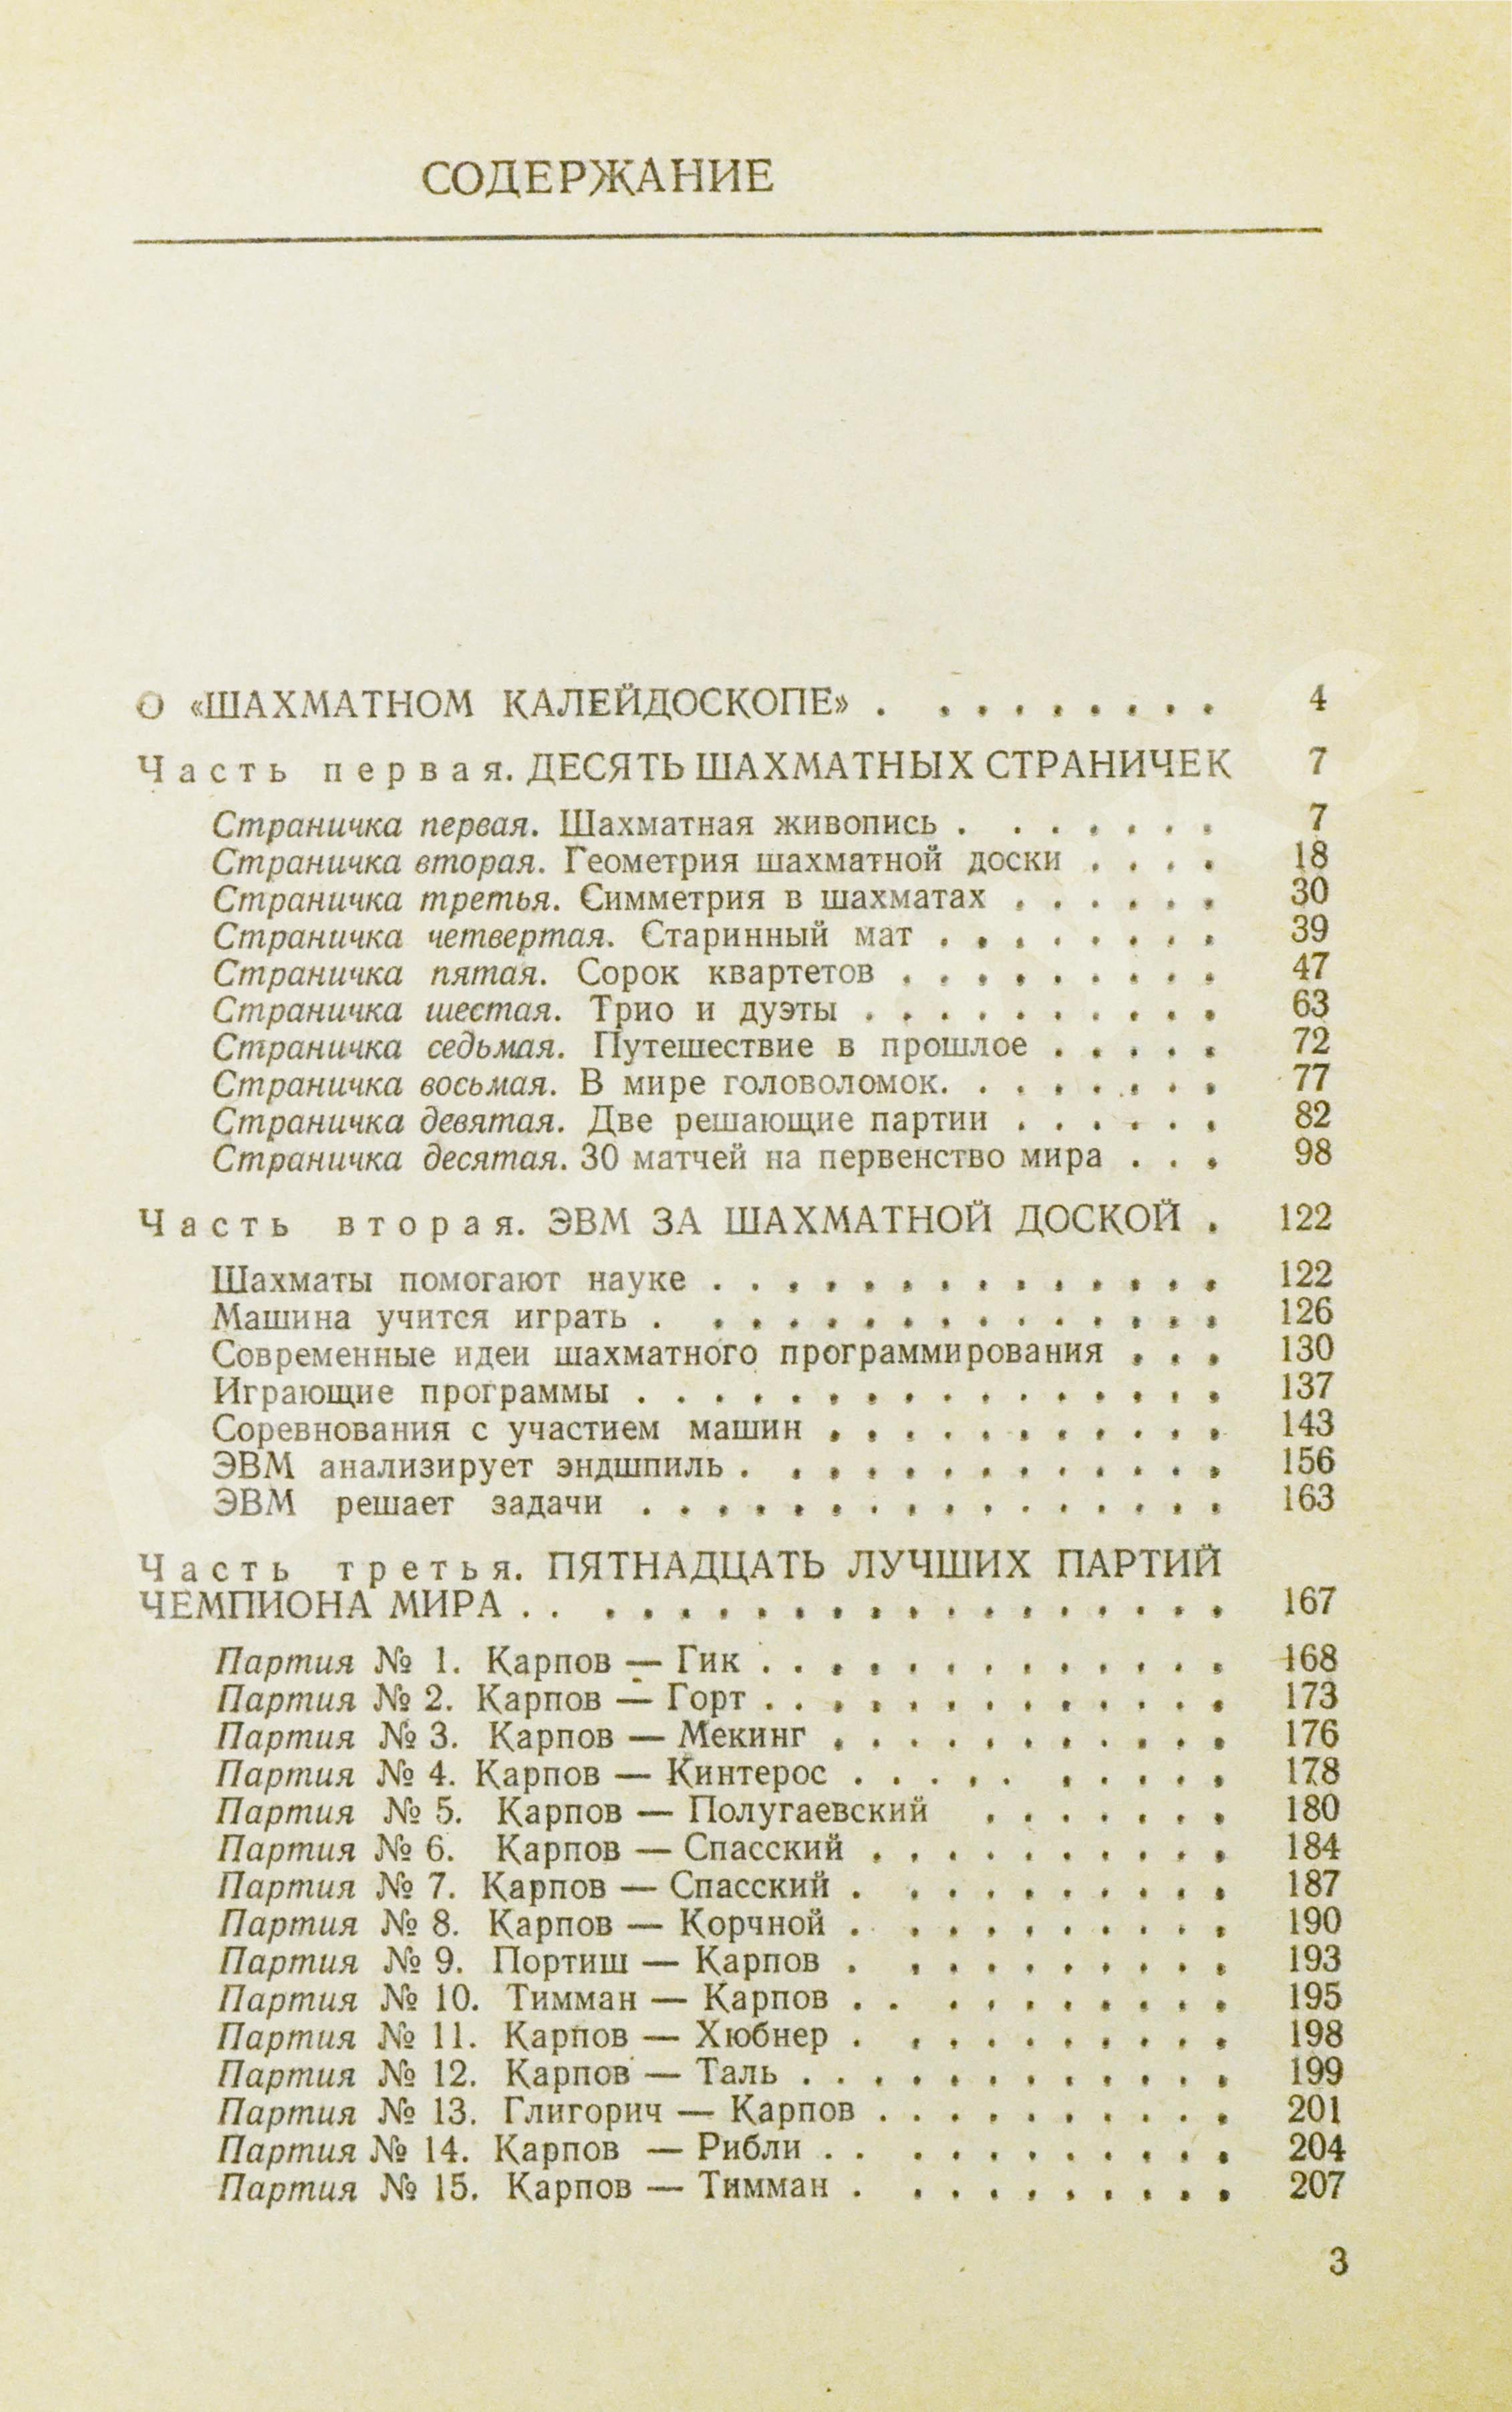 СОДЕРЖАНИЕ
О «ШАХМАТНОМ КАЛЕЙДОСКОПЕ» . . . . . . . . . 4
Часть первая. ДЕСЯТЬ ШАХМАТНЫХ СТРАНИЧЕК 7
Страничка первая. Шахматная живопись . . . . . . . 7
Страничка вторая. Геометрия шахматной доски . . . . 18
Страничка третья. Симметрия в шахматах . . . . . . 30
Страничка четвертая. Старинный мат . . . . . . . . 39
Страничка пятая. Сорок квартетов . . . . . . . . . 47
Страничка шестая. Трио и дуэты . . . . . . . . . . 63
Страничка седьмая. Путешествие в прошлое . . . . . 72
Страничка восьмая. В мире головоломок. . . . . . . . 77
Страничка девятая. Две решающие партии . . . . . . 82
Страничка десятая. 30 матчей на первенство мира . . . 98
Часть вторая. ЭВМ ЗА ШАХМАТНОЙ ДОСКОЙ . 122
Шахматы помогают науке . . . . . . . . . . . . . . 122
Машина учится играть . . . . . . . . . . . . . . . 126
Современные идеи шахматного программирования . . . 130
Играющие программы . . . . . . . . . . . . . . . . 137
Соревнования с участием машин . . . . . . . . . . . 143
ЭВМ анализирует эндшпиль . . . . . . . . . . . . . 156
ЭВМ решает задачи . . . . . . . . . . . . . . . . 163
Часть третья. ПЯТНАДЦАТЬ ЛУЧШИХ ПАРТИЙ
ЧЕМПИОНА МИРА . . . . . . . . . . . . . . . . . . . 167
Партия № 1. Карпов — Гик . . . . . . . . . . . . . 168
Партия № 2. Карпов — Горт . . . . . . . . . . . . . 173
Партия № 3. Карпов — Мекинг . . . . . . . . . . . 176
Партия № 4. Карпов — Кинтерос . . . . . . . . . . 178
Партия № 5. Карпов — Полугаевский . . . . . . . 180
Партия № 6. Карпов — Спасский . . . . . . . . . . 184
Партия № 7. Карпов — Спасский . . . . . . . . . . 187
Партия № 8. Карпов — Корчной . . . . . . . . . . 190
Партия № 9. Портиш — Карпов . . . . . . . . . . 193
Партия № 10. Тимман — Карпов . . . . . . . . . . 195
Партия № 11. Карпов — Хюбнер . . . . . . . . . . 198
Партия № 12. Карпов — Таль . . . . . . . . . . . . 199
Партия № 13. Глигорич — Карпов . . . . . . . . . . 201
Партия № 14. Карпов — Рибли . . . . . . . . . . . 204
Партия № 15. Карпов — Тимман . . . . . . . . . . 207
3